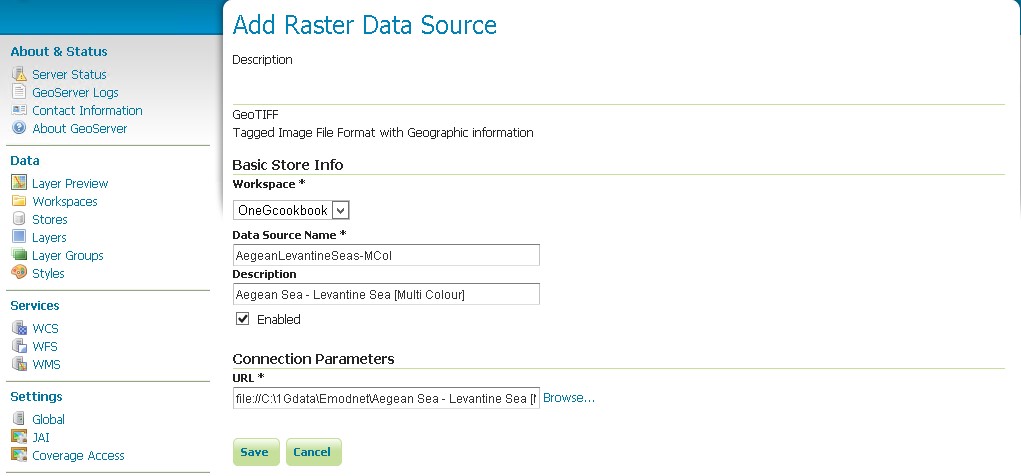 Add Raster Data Source
Description
GeoTIFF
Tagged Image File Format with Geographic information
About & Status
Server Status
GeoServer Logs
Contact Information
About GeoServer
Data
Layer Preview
Workspaces
Stores
Layers
Layer Groups
Styles
Services
WCS
WFS
WMS
Settings
Global
JAI
Coverage Access
Basic Store Info
Workspace *
OneGcookbook
Data Source Name *
AegeanLevantineSeas-MCol
Description
Aegean Sea - Levantine Sea [Multi Colour]
Enabled
Connection Parameters
URL *
file://C:\1Gdata\Emodnet\Aegean Sea - Levantine Sea [
Browse...
Save
Cancel